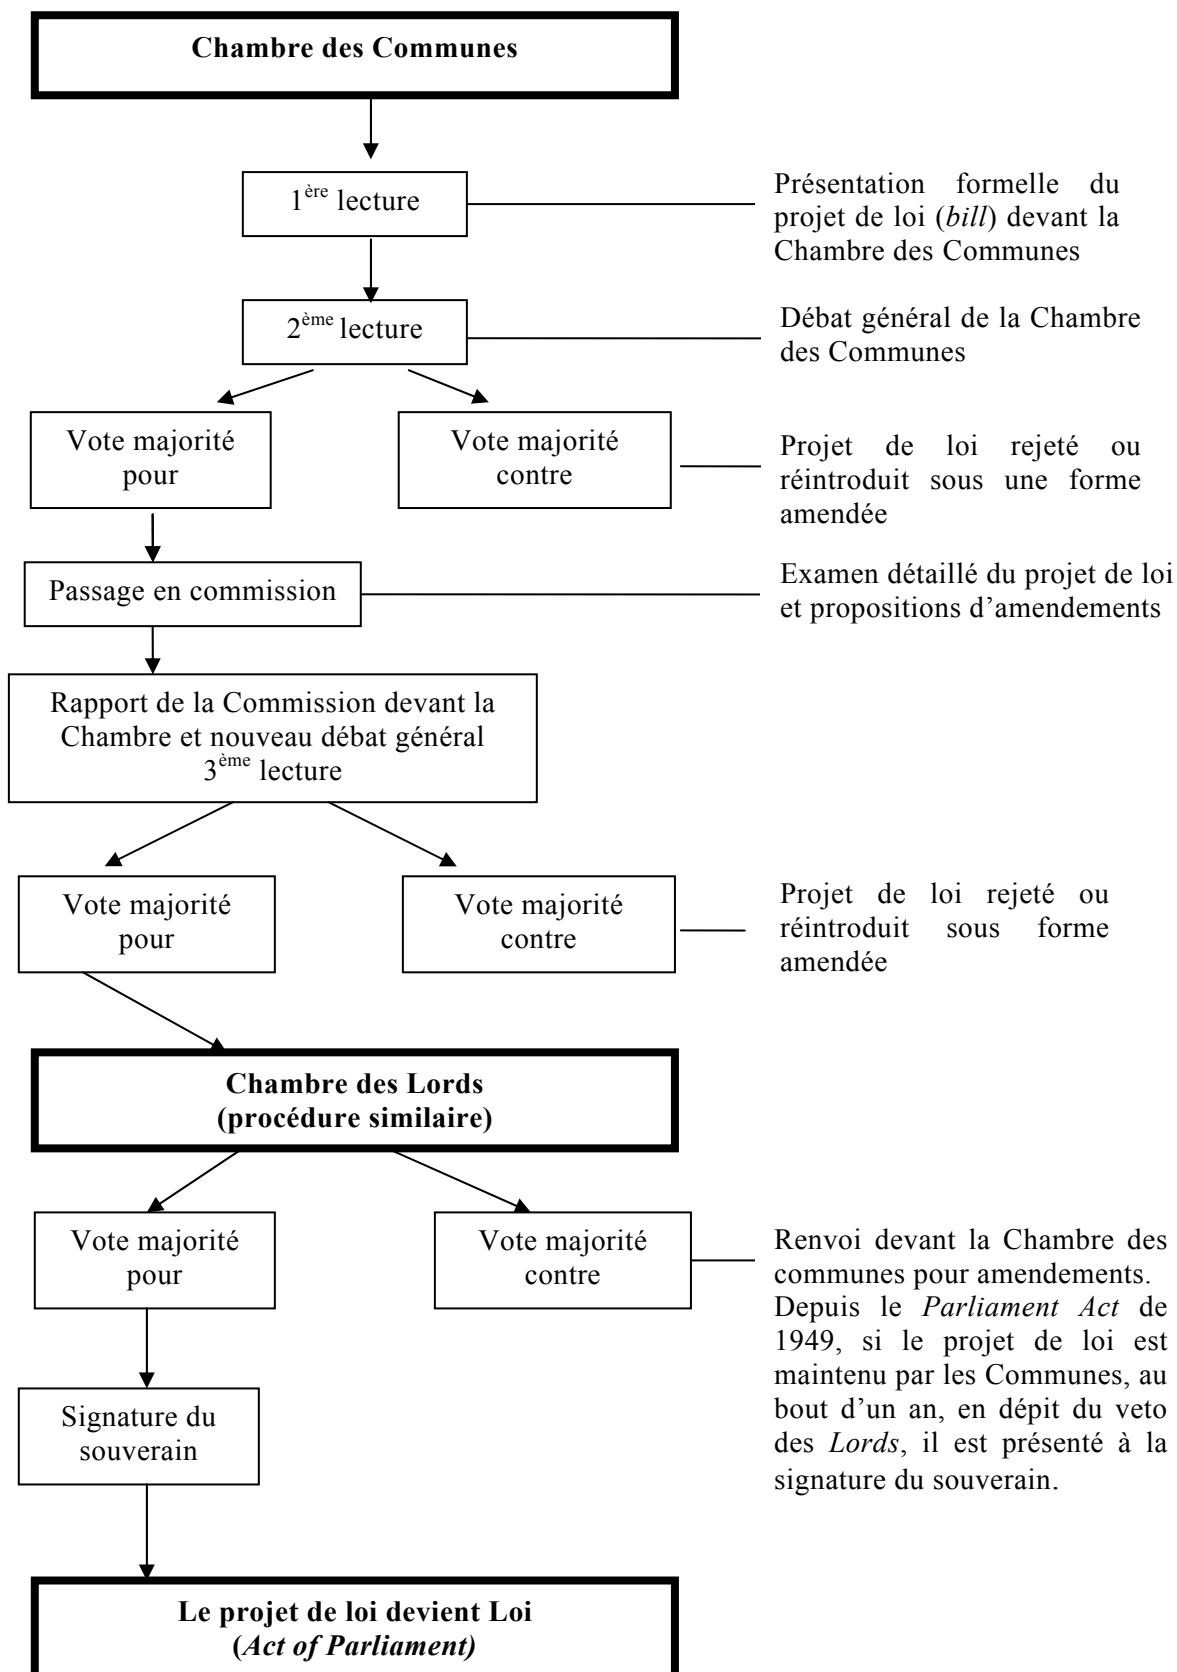 Chambre des Communes
1ère lecture
Présentation formelle du
projet de loi (bill) devant la
Chambre des Communes
2ème lecture
Débat général de la Chambre
des Communes
Vote majorité
pour
Vote majorité
contre
Projet de loi rejeté ou
réintroduit sous une forme
amendée
Passage en commission
Examen détaillé du projet de loi
et propositions d'amendements
Rapport de la Commission devant la
Chambre et nouveau débat général
3ème lecture
Vote majorité
pour
Vote majorité
contre
Projet de loi rejeté ou
réintroduit sous forme
amendée
Chambre des Lords
(procédure similaire)
Vote majorité
pour
Vote majorité
contre
Renvoi devant la Chambre des
communes pour amendements.
Depuis le Parliament Act de
1949, si le projet de loi est
maintenu par les Communes, au
bout d'un an, en dépit du veto
des Lords, il est présenté à la
signature du souverain.
Signature du
souverain
Le projet de loi devient Loi
(Act of Parliament)